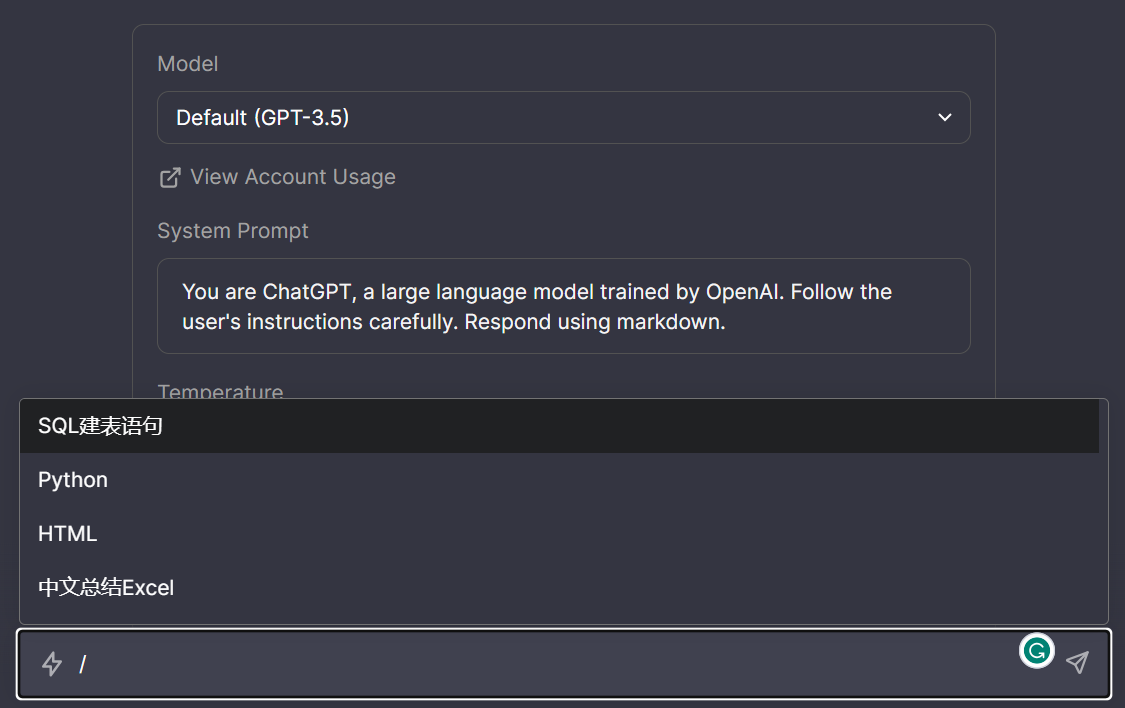 Model
Default (GPT-3.5)
View Account Usage
System Prompt
You are ChatGPT, a large language model trained by OpenAI. Follow the
user's instructions carefully. Respond using markdown.
Temperature
SQL建表语句
Python
HTML
中文总结Excel
/